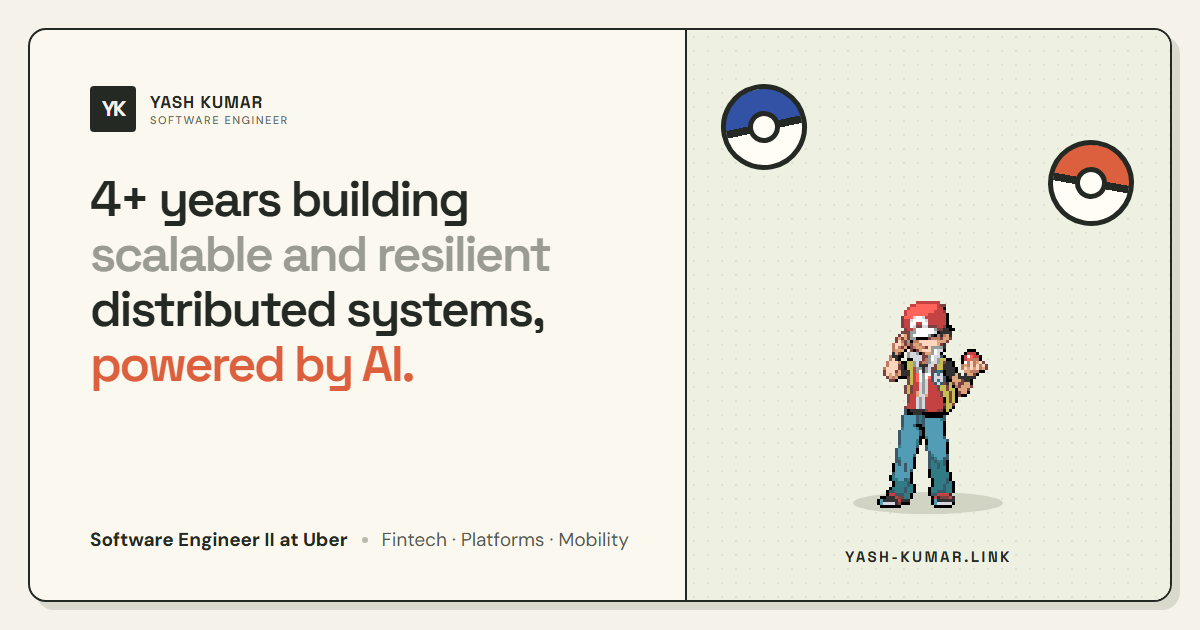 YK
YASH KUMAR
SOFTWARE ENGINEER
4+ years building
scalable and resilient
distributed systems,
powered by AI.
Software Engineer II at Uber • Fintech · Platforms · Mobility
YASH-KUMAR.LINK